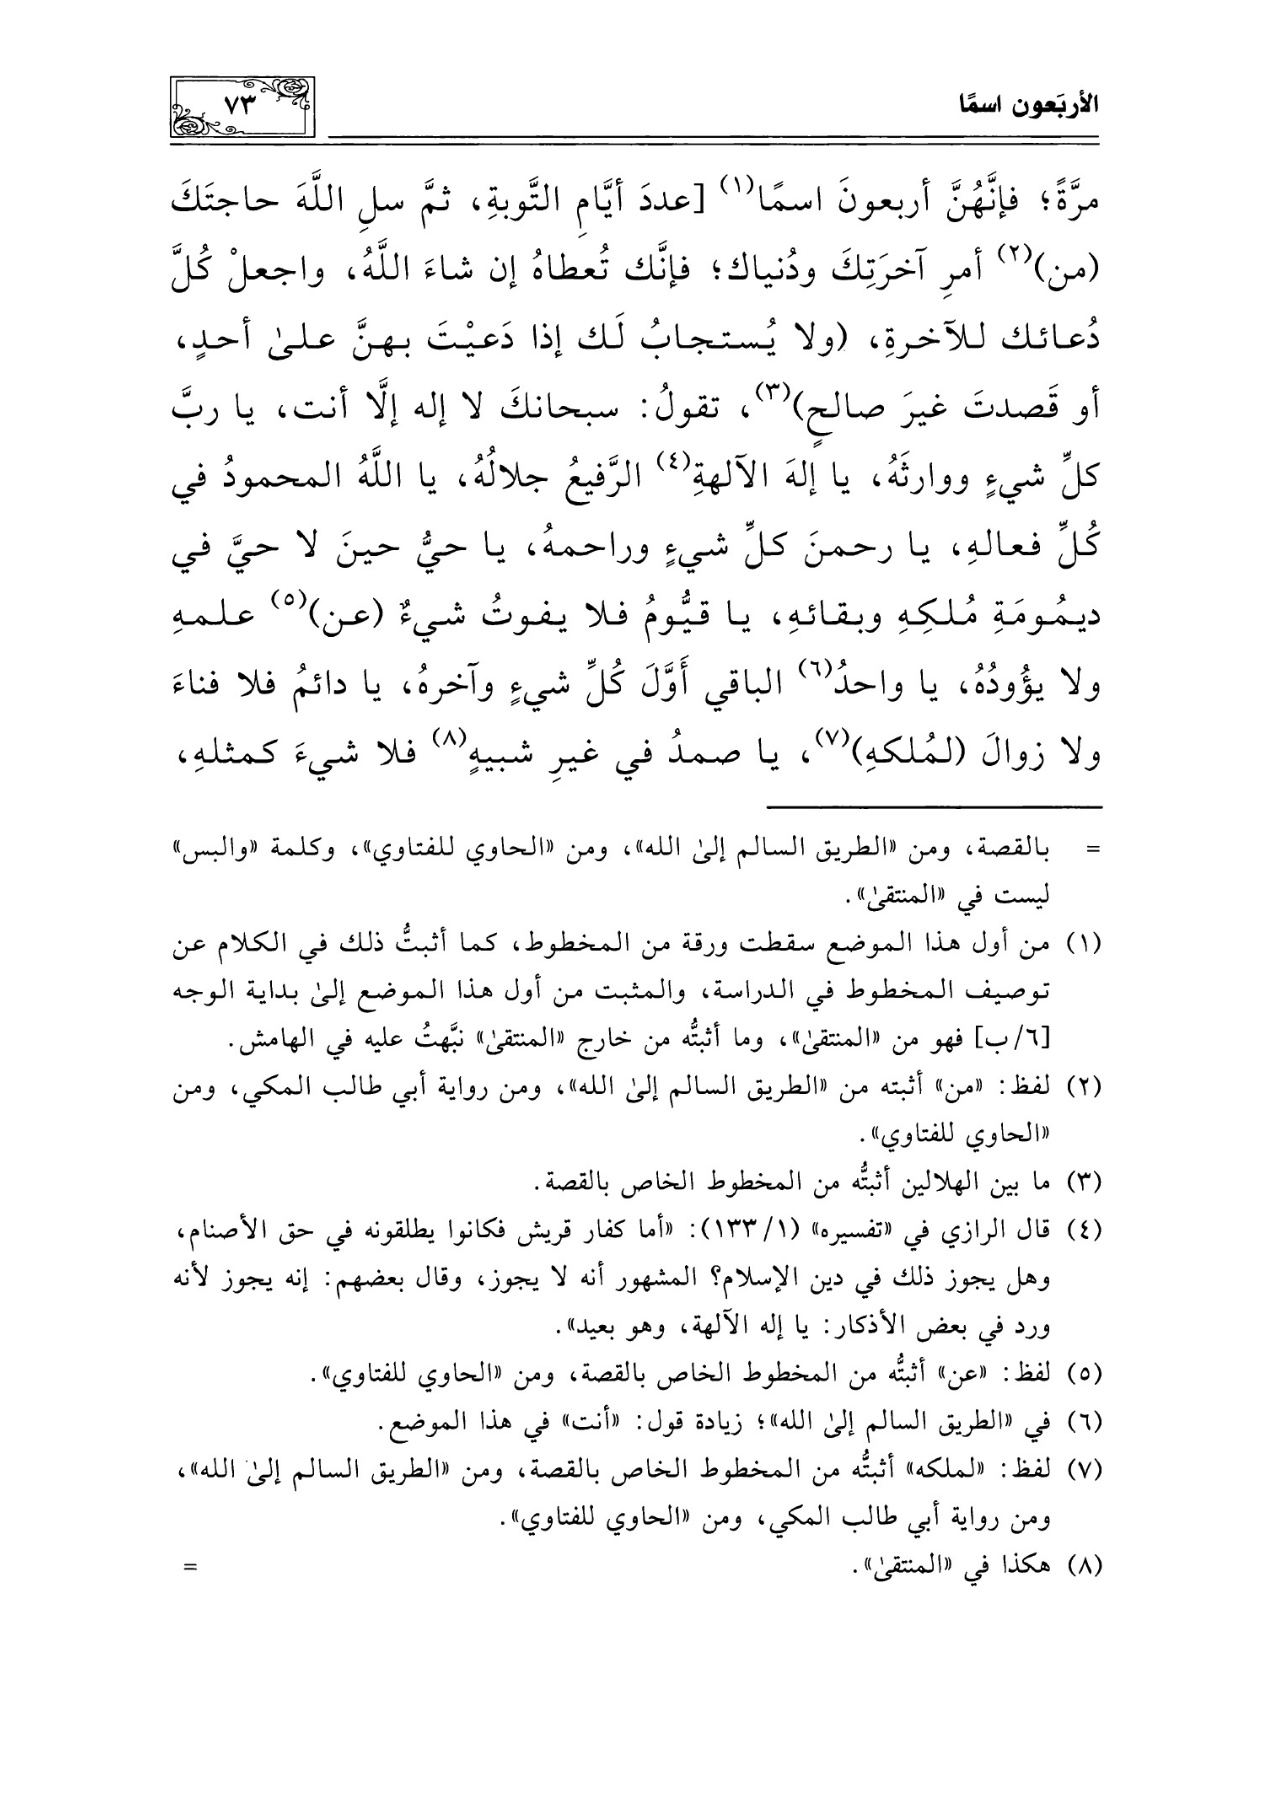 الأربَعون اسمًا
٧٣
مرَّةً؛ فإنَّهُنَّ أربعونَ اسمًا(١) [عددَ أيَّامِ التَّوبةِ، ثمَّ سلِ اللَّهَ حاجتَكَ
(من)(٢) أمرِ آخرَتِكَ ودُنياك؛ فإنَّك تُعطاهُ إن شاءَ اللَّهُ، واجعلْ كُلَّ
دُعائك للآخرةِ، (ولا يُستجابُ لَك إذا دَعيْتَ بهنَّ علىٰ أحدٍ،
أو قَصدتَ غيرَ صالحٍ)(٣)، تقولُ: سبحانكَ لا إله إلَّا أنت، يا ربَّ
كلِّ شيءٍ ووارثَهُ، يا إلهَ الآلهةِ(٤) الرَّفيعُ جلالُهُ، يا اللَّهُ المحمودُ في
كُلِّ فعالهِ، يا رحمنَ كلِّ شيءٍ وراحمهُ، يا حيُّ حينَ لا حيَّ في
ديمُومَةِ مُلكِهِ وبقائهِ، يا قيُّومُ فلا يفوتُ شيءٌ (عن)(٥) علمهِ
ولا يؤُودُهُ، يا واحدُ(٦) الباقي أَوَّلَ كُلِّ شيءٍ وآخرهُ، يا دائمُ فلا فناءَ
ولا زوالَ (لمُلكهِ)(٧)، يا صمدُ في غيرِ شبيهٍ(٨) فلا شيءَ كمثلهِ،
= بالقصة، ومن «الطريق السالم إلىٰ الله»، ومن «الحاوي للفتاوي»، وكلمة «والبس»
ليست في «المنتقىٰ».
(١) من أول هذا الموضع سقطت ورقة من المخطوط، كما أثبتُّ ذلك في الكلام عن
توصيف المخطوط في الدراسة، والمثبت من أول هذا الموضع إلىٰ بداية الوجه
[٦/ب] فهو من «المنتقىٰ»، وما أثبتُّه من خارج «المنتقىٰ» نبَّهتُ عليه في الهامش.
(٢) لفظ: «من» أثبته من «الطريق السالم إلىٰ الله»، ومن رواية أبي طالب المكي، ومن
«الحاوي للفتاوي».
(٣) ما بين الهلالين أثبتُّه من المخطوط الخاص بالقصة.
(٤) قال الرازي في «تفسيره» (١/ ١٣٣): «أما كفار قريش فكانوا يطلقونه في حق الأصنام،
وهل يجوز ذلك في دين الإسلام؟ المشهور أنه لا يجوز، وقال بعضهم: إنه يجوز لأنه
ورد في بعض الأذكار: يا إله الآلهة، وهو بعيد».
(٥) لفظ: «عن» أثبتُّه من المخطوط الخاص بالقصة، ومن «الحاوي للفتاوي».
(٦) في «الطريق السالم إلىٰ الله»؛ زيادة قول: «أنت» في هذا الموضع.
(٧) لفظ: «لملكه» أثبتُّه من المخطوط الخاص بالقصة، ومن «الطريق السالم إلىٰ الله»،
ومن رواية أبي طالب المكي، ومن «الحاوي للفتاوي».
(٨) هكذا في «المنتقىٰ». =